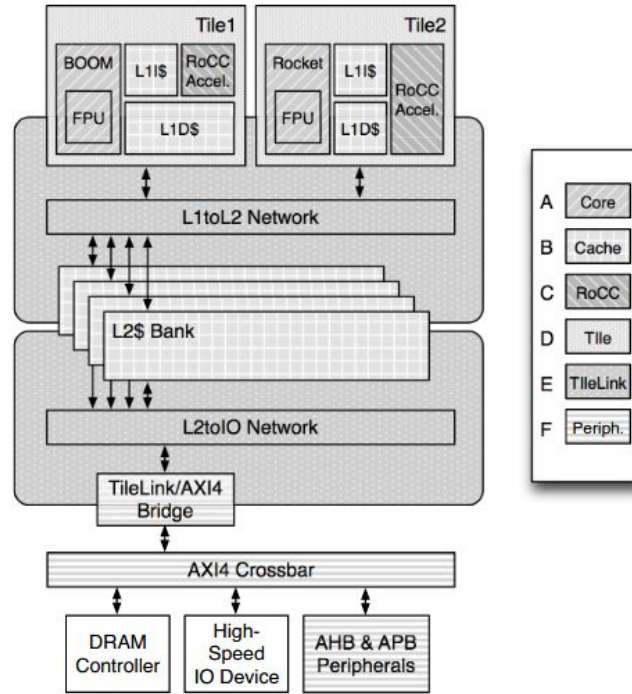 Tile1
BOOM
FPU
L1I$
RoCC
Accel.
L1D$
Tile2
Rocket
FPU
L1I$
L1D$
RoCC
Accel.
L1toL2 Network
L2$ Bank
L2toIO Network
TileLink/AXI4
Bridge
AXI4 Crossbar
DRAM
Controller
High-
Speed
IO Device
AHB & APB
Peripherals
A Core
B Cache
C RoCC
D Tile
E TileLink
F Periph.